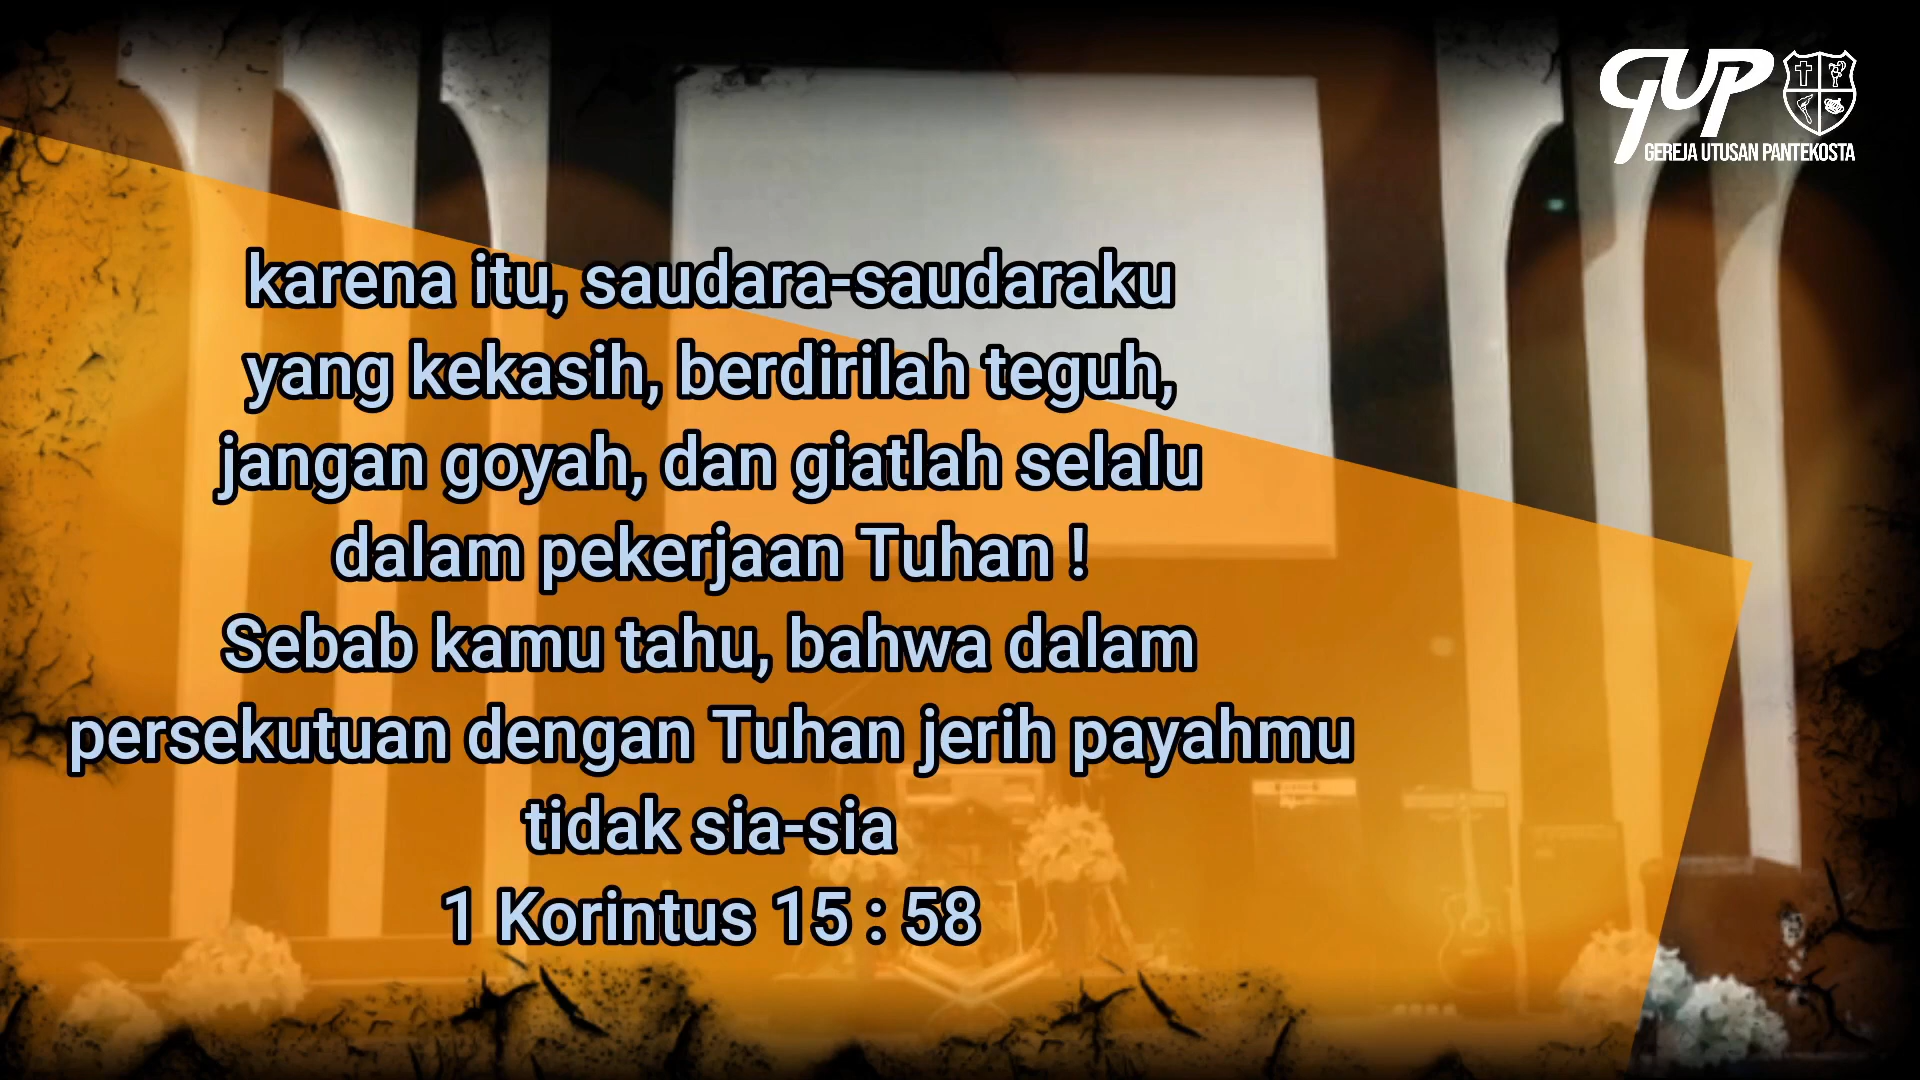 GUP
GEREJA UTUSAN PANTEKOSTA
karena itu, saudara-saudaraku
yang kekasih, berdirilah teguh,
jangan goyah, dan giatlah selalu
dalam pekerjaan Tuhan !
Sebab kamu tahu, bahwa dalam
persekutuan dengan Tuhan jerih payahmu
tidak sia-sia
1 Korintus 15 : 58